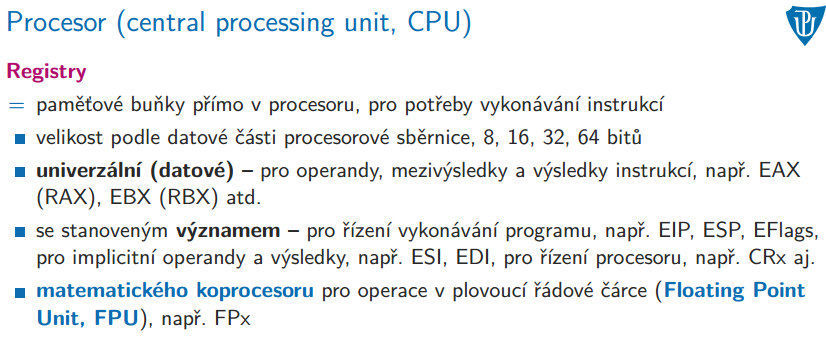 Procesor (central processing unit, CPU)
Registry
= paměťové buňky přímo v procesoru, pro potřeby vykonávání instrukcí
velikost podle datové části procesorové sběrnice, 8, 16, 32, 64 bitů
univerzální (datové) – pro operandy, mezivýsledky a výsledky instrukcí, např. EAX
(RAX), EBX (RBX) atd.
se stanoveným významem – pro řízení vykonávání programu, např. EIP, ESP, EFlags,
pro implicitní operandy a výsledky, např. ESI, EDI, pro řízení procesoru, např. CRx aj.
matematického koprocesoru pro operace v plovoucí řádové čárce (Floating Point
Unit, FPU), např. FPx